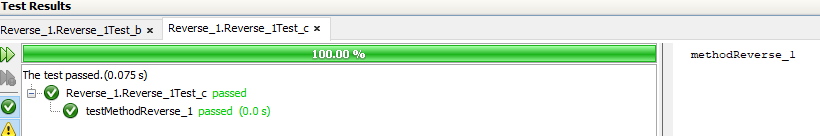 Test Results
Reverse_1.Reverse_1Test_b
Reverse_1.Reverse_1Test_c
100.00 %
The test passed.(0.075 s)
Reverse_1.Reverse_1Test_c passed
testMethodReverse_1 passed (0.0 s)
methodReverse_1